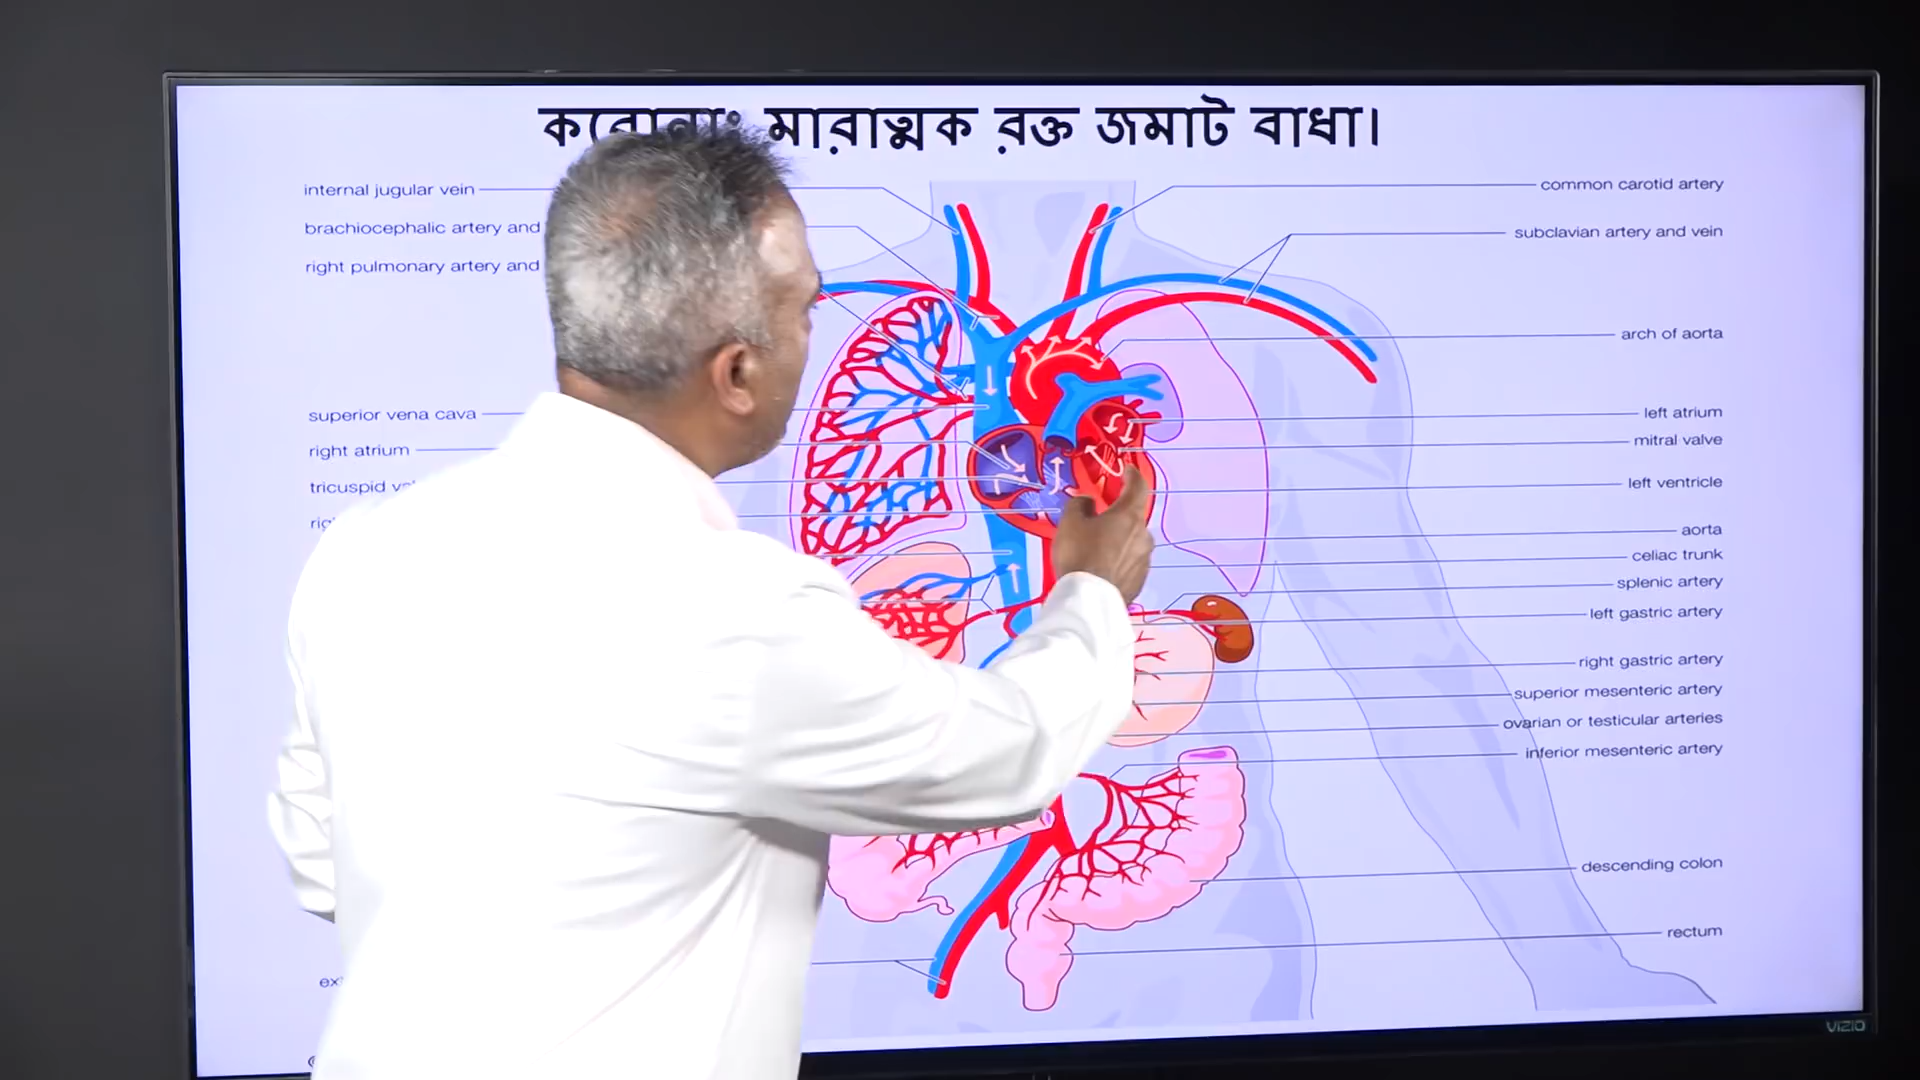 মারাত্মক রক্ত জমাট বাধা।
internal jugular vein
brachiocephalic artery and
right pulmonary artery and
superior vena cava
right atrium
tricuspid
common carotid artery
subclavian artery and vein
arch of aorta
left atrium
mitral valve
left ventricle
aorta
celiac trunk
splenic artery
left gastric artery
right gastric artery
superior mesenteric artery
ovarian or testicular arteries
inferior mesenteric artery
descending colon
rectum
VIZIO